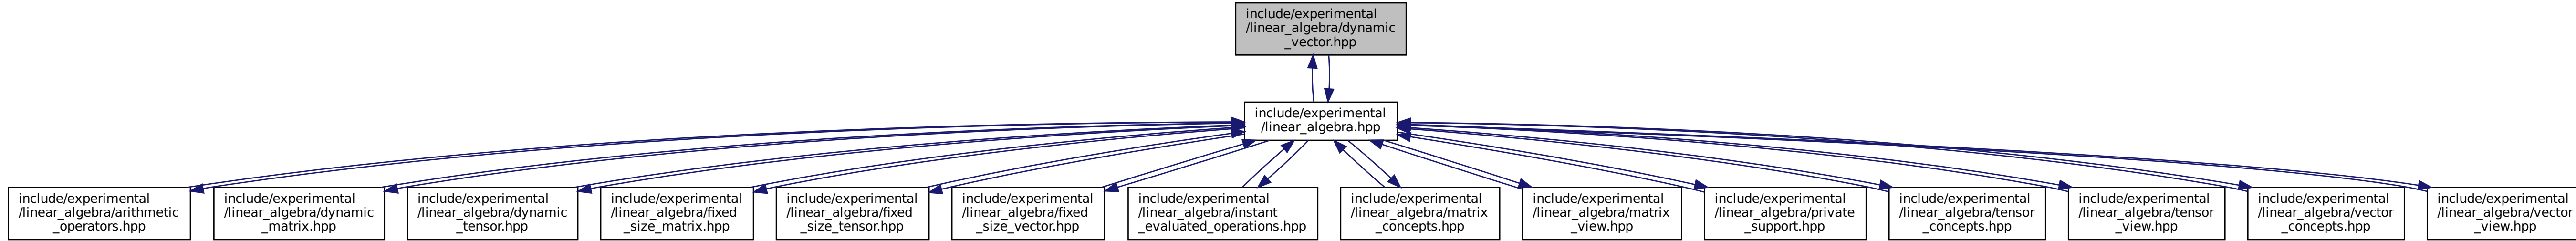 include/experimental
/linear_algebra/dynamic
_vector.hpp
include/experimental
/linear_algebra.hpp
include/experimental
/linear_algebra/arithmetic
_operators.hpp
include/experimental
/linear_algebra/dynamic
_matrix.hpp
include/experimental
/linear_algebra/dynamic
_tensor.hpp
include/experimental
/linear_algebra/fixed
_size_matrix.hpp
include/experimental
/linear_algebra/fixed
_size_tensor.hpp
include/experimental
/linear_algebra/fixed
_size_vector.hpp
include/experimental
/linear_algebra/instant
_evaluated_operations.hpp
include/experimental
/linear_algebra/matrix
_concepts.hpp
include/experimental
/linear_algebra/matrix
_view.hpp
include/experimental
/linear_algebra/private
_support.hpp
include/experimental
/linear_algebra/tensor
_concepts.hpp
include/experimental
/linear_algebra/tensor
_view.hpp
include/experimental
/linear_algebra/vector
_concepts.hpp
include/experimental
/linear_algebra/vector
_view.hpp